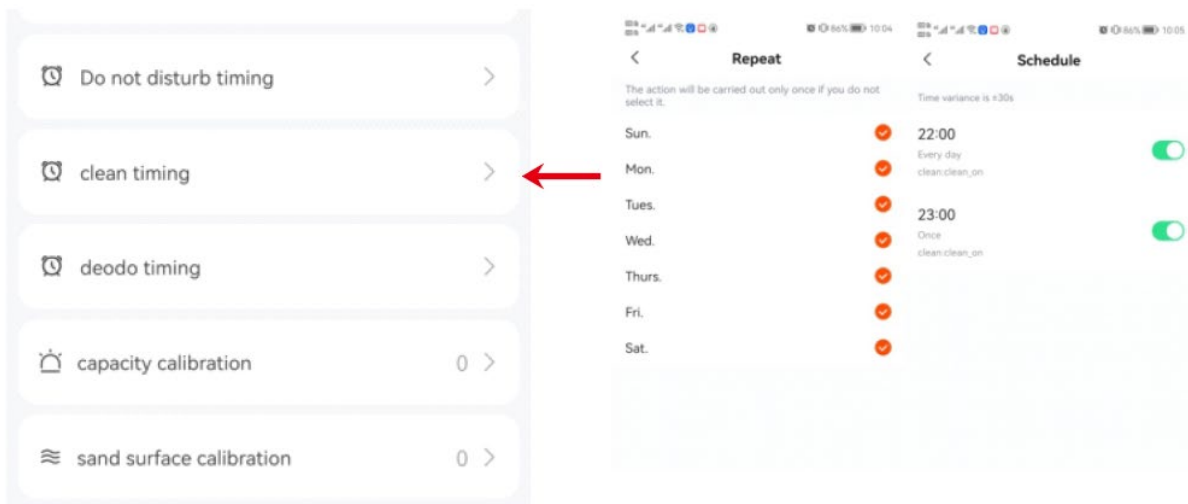 Do not disturb timing
clean timing
deodo timing
capacity calibration 0
sand surface calibration 0
66% 10:04
Repeat
The action will be carried out only once if you do not
select it.
Sun.
Mon.
Tues.
Wed.
Thurs.
Fri.
Sat.
66% 10:05
Schedule
Time variance is ±30s
22:00
Every day
clean:clean_on
23:00
Once
clean:clean_on